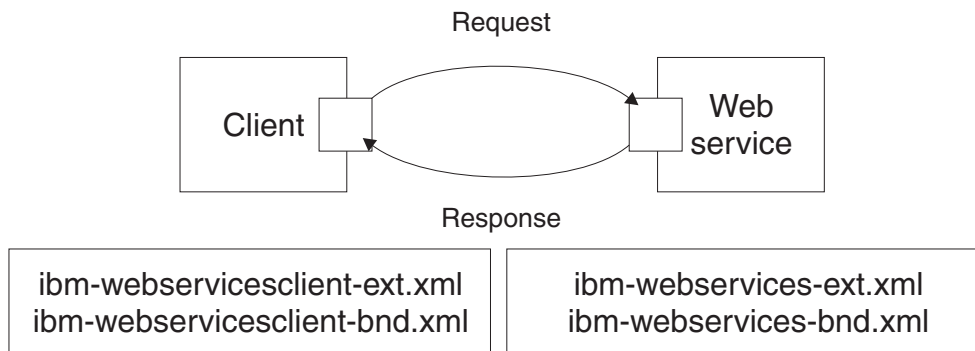 Request
Client
Web
service
Response
ibm-webservicesclient-ext.xml
ibm-webservicesclient-bnd.xml
ibm-webservices-ext.xml
ibm-webservices-bnd.xml